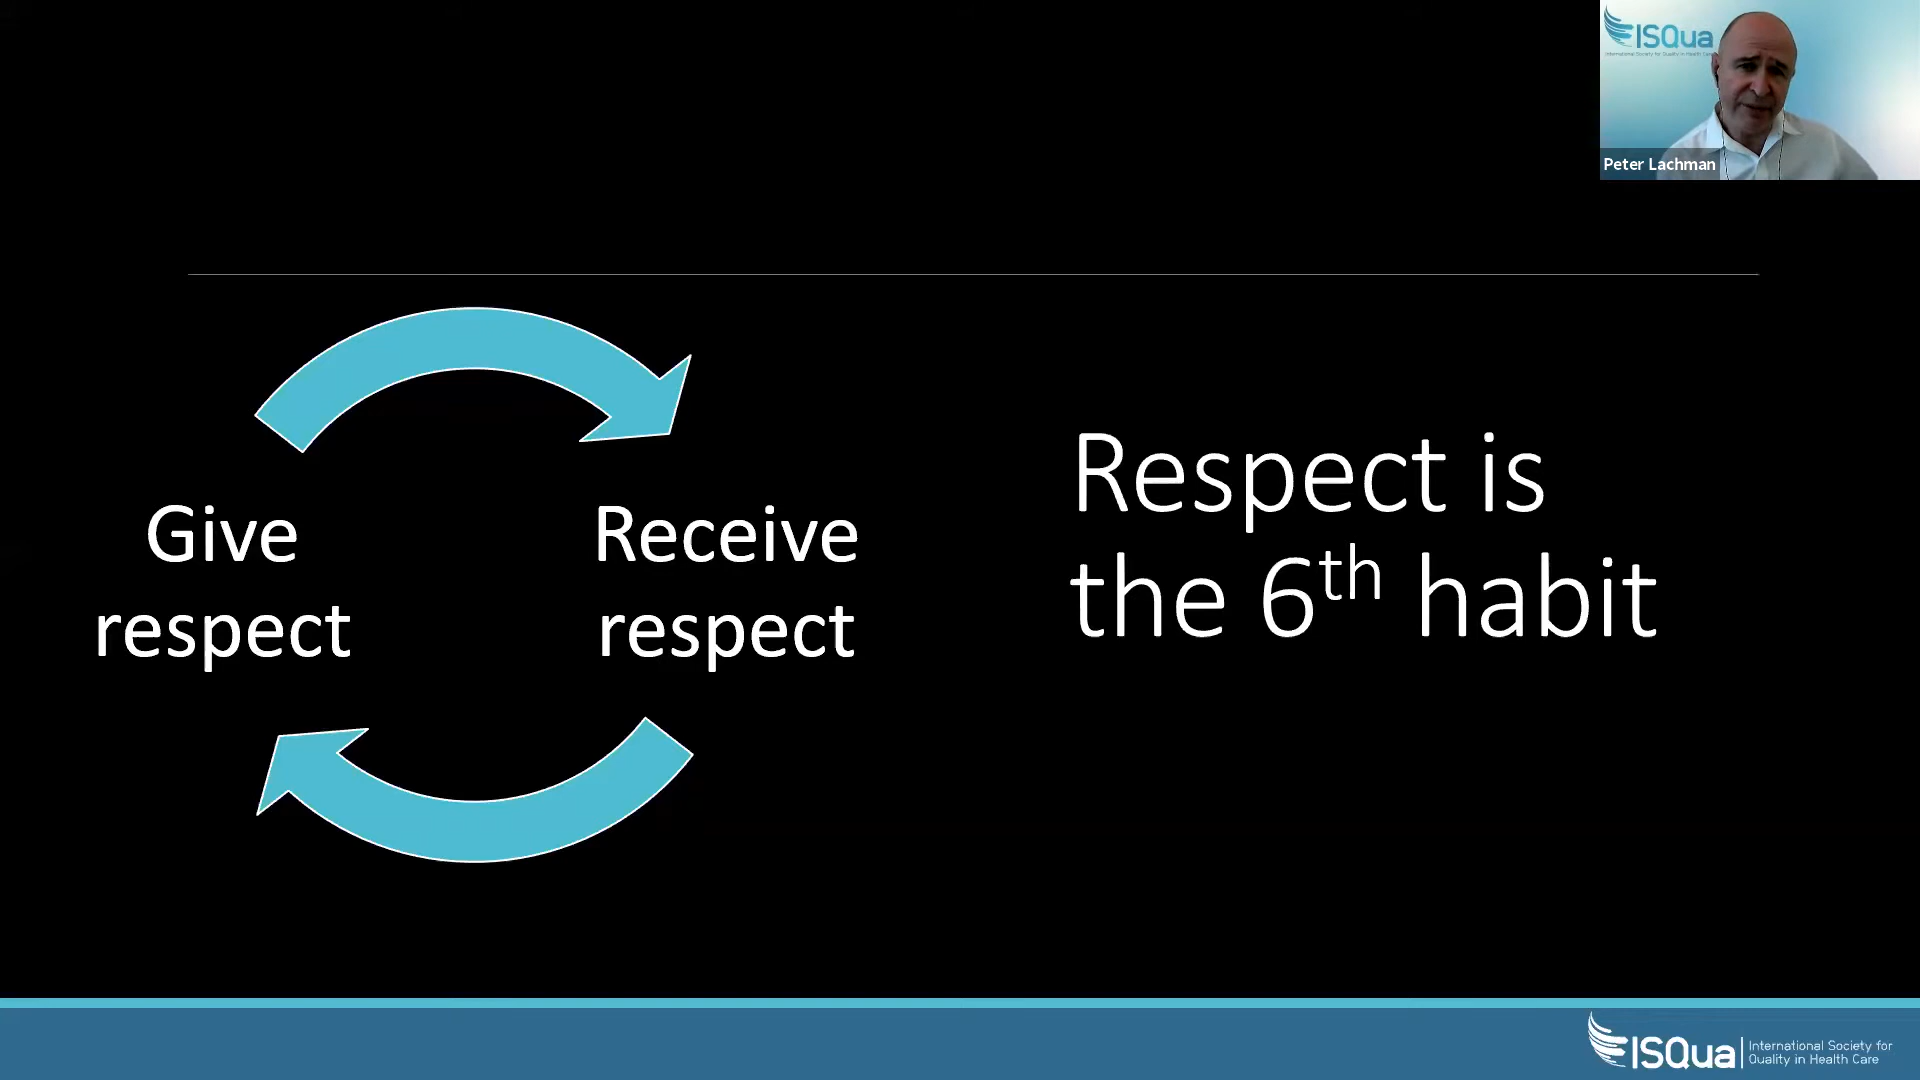 ISQua
Peter Lachman
Give
respect
Receive
respect
Respect is
the 6th habit
ISQua
International Society for
Quality in Health Care